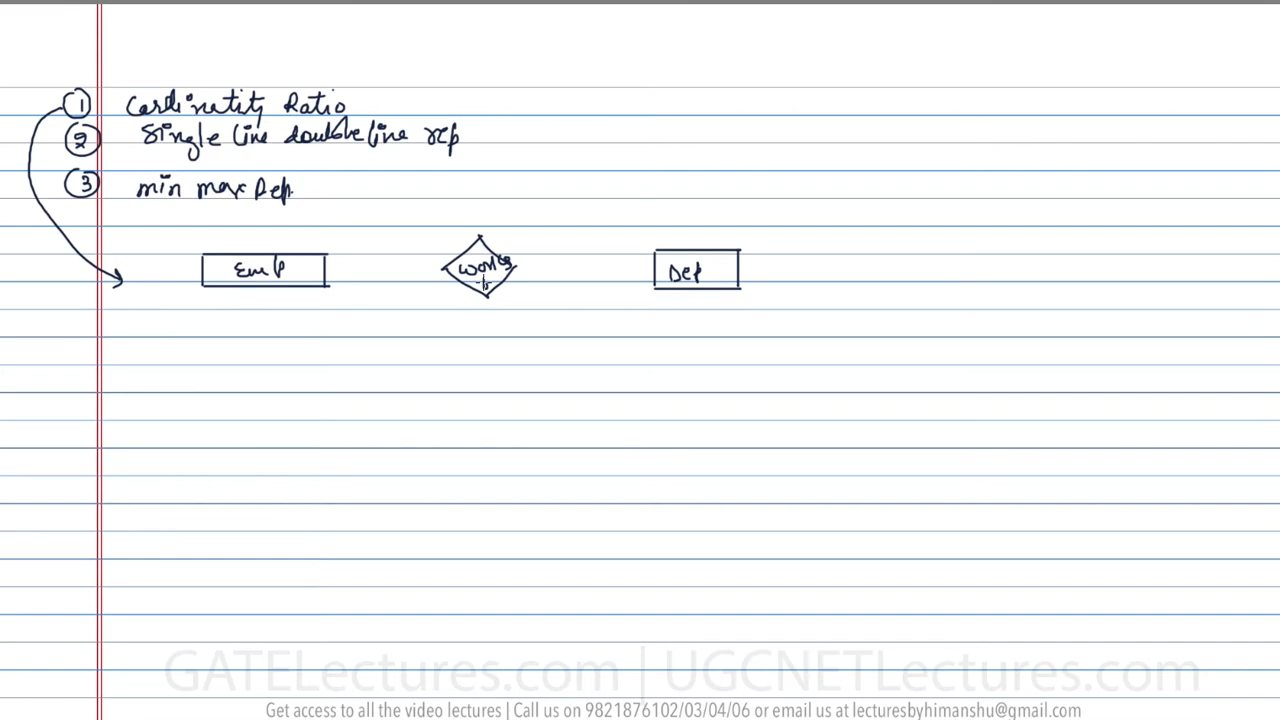 ① Cardinatity Ratio
② Single line double line rep
③ min max Rep.
Emp works Dep
GATELectures.com | UGCNETLectures.com
Get access to all the video lectures | Call us on 9821876102/03/04/06 or email us at lecturesbyhimanshu@gmail.com